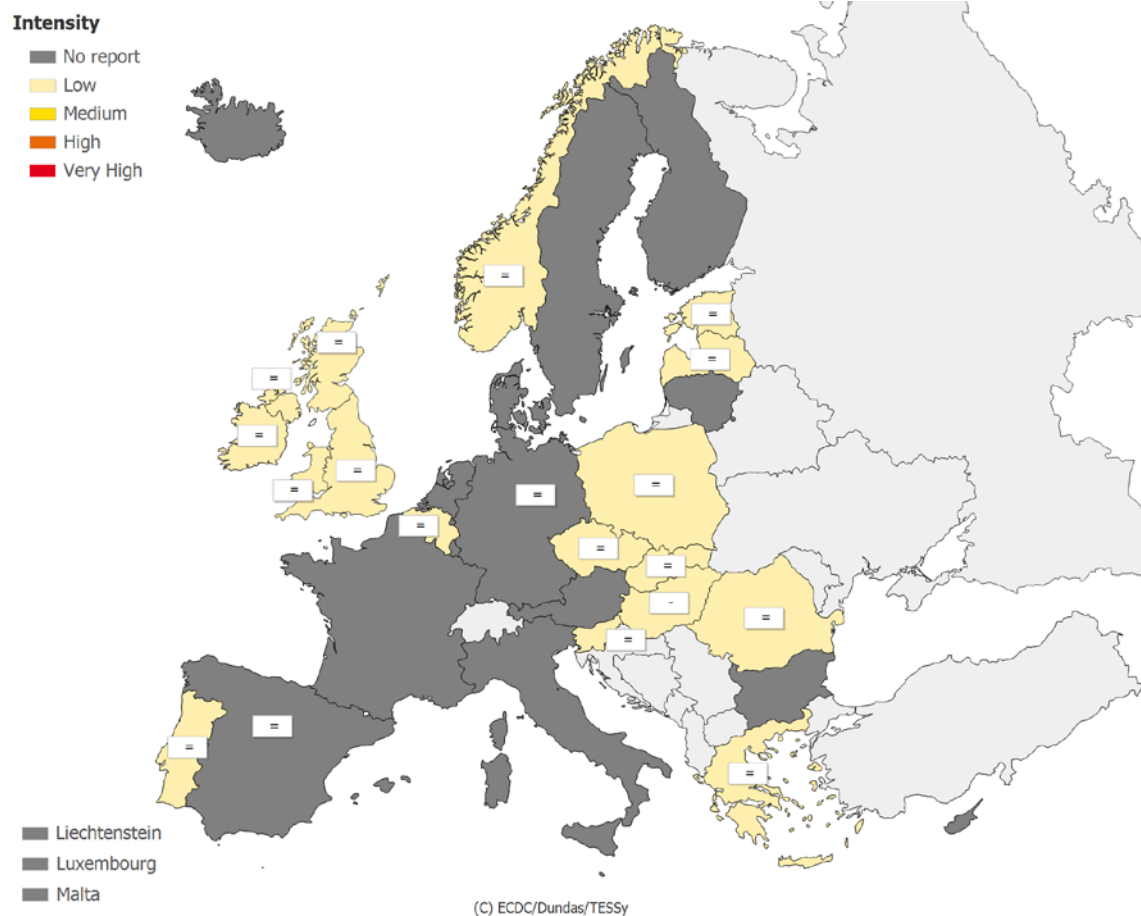 Intensity
No report
Low
Medium
High
Very High
=
=
=
=
=
=
=
=
=
=
=
=
=
=
-
=
=
=
=
=
Liechtenstein
Luxembourg
Malta
(C) ECDC/Dundas/TESSy